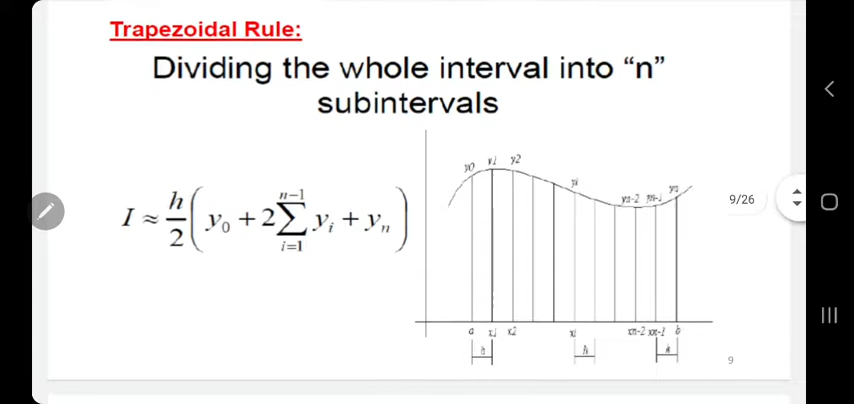 Trapezoidal Rule:
Dividing the whole interval into “n”
subintervals
I ≈ h/2 ( y0 + 2 ∑ i=1 n−1 yi + yn )
y0 y1 y2 yi yn-2 yn-1 yn
a x1 x2 xi xn-2 xn-1 b
h h h
9/26
9